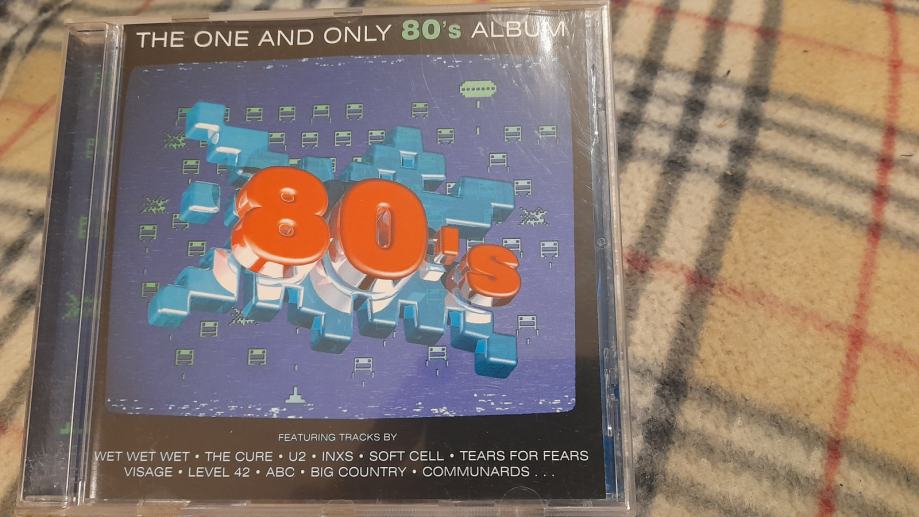 THE ONE AND ONLY 80's ALBUM
80's
FEATURING TRACKS BY
WET WET WET • THE CURE • U2 • INXS • SOFT CELL • TEARS FOR FEARS
VISAGE • LEVEL 42 • ABC • BIG COUNTRY • COMMUNARDS . . .